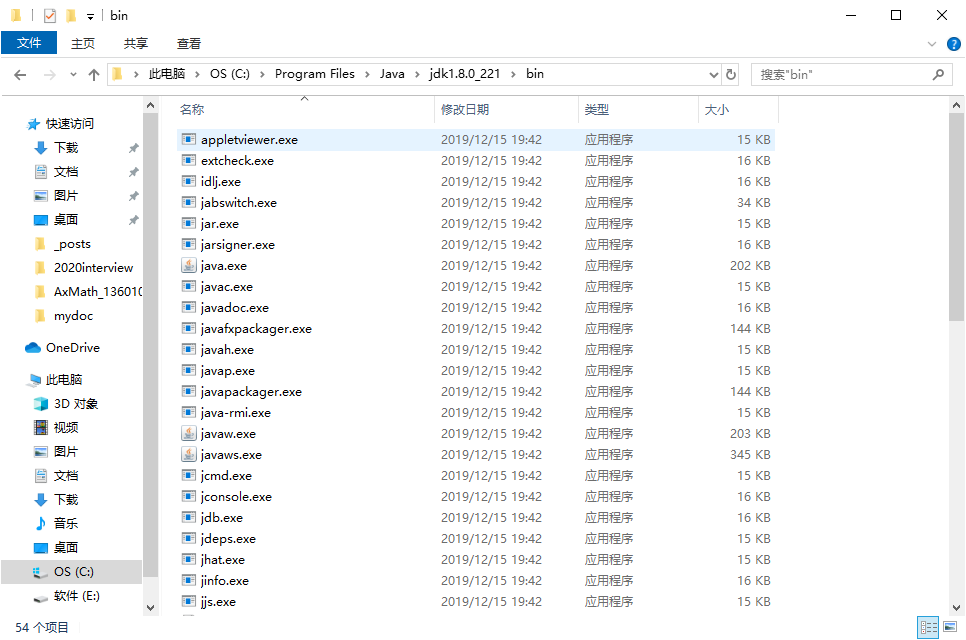 bin
文件 主页 共享 查看
此电脑 OS (C:) Program Files Java jdk1.8.0_221 bin 搜索"bin"
快速访问
下载
文档
图片
桌面
_posts
2020interview
AxMath_13601
mydoc
OneDrive
此电脑
3D 对象
视频
图片
文档
下载
音乐
桌面
OS (C:)
软件 (E:)
名称 修改日期 类型 大小
appletviewer.exe 2019/12/15 19:42 应用程序 15 KB
extcheck.exe 2019/12/15 19:42 应用程序 16 KB
idlj.exe 2019/12/15 19:42 应用程序 16 KB
jabswitch.exe 2019/12/15 19:42 应用程序 34 KB
jar.exe 2019/12/15 19:42 应用程序 15 KB
jarsigner.exe 2019/12/15 19:42 应用程序 16 KB
java.exe 2019/12/15 19:42 应用程序 202 KB
javac.exe 2019/12/15 19:42 应用程序 15 KB
javadoc.exe 2019/12/15 19:42 应用程序 16 KB
javafxpackager.exe 2019/12/15 19:42 应用程序 144 KB
javah.exe 2019/12/15 19:42 应用程序 15 KB
javap.exe 2019/12/15 19:42 应用程序 15 KB
javapackager.exe 2019/12/15 19:42 应用程序 144 KB
java-rmi.exe 2019/12/15 19:42 应用程序 15 KB
javaw.exe 2019/12/15 19:42 应用程序 203 KB
javaws.exe 2019/12/15 19:42 应用程序 345 KB
jcmd.exe 2019/12/15 19:42 应用程序 15 KB
jconsole.exe 2019/12/15 19:42 应用程序 16 KB
jdb.exe 2019/12/15 19:42 应用程序 16 KB
jdeps.exe 2019/12/15 19:42 应用程序 15 KB
jhat.exe 2019/12/15 19:42 应用程序 15 KB
jinfo.exe 2019/12/15 19:42 应用程序 16 KB
jjs.exe 2019/12/15 19:42 应用程序 15 KB
54 个项目